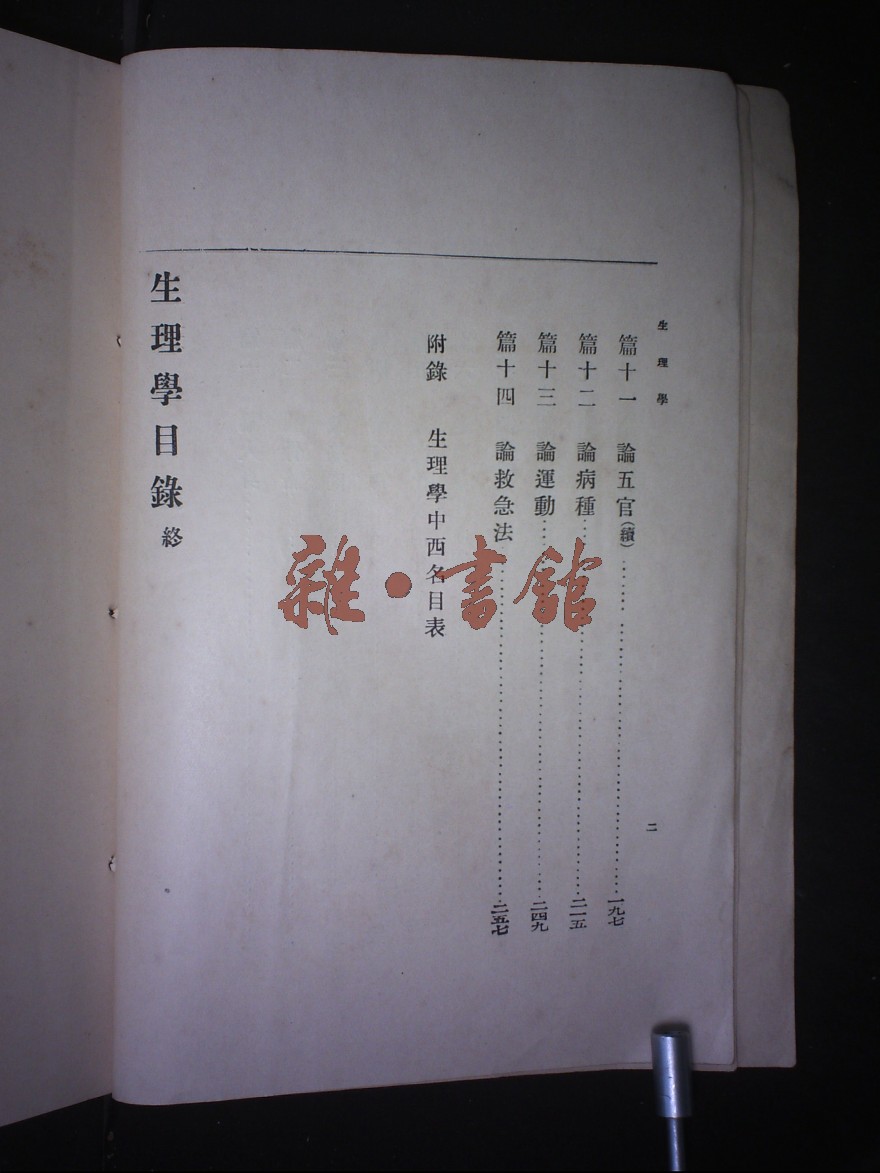 生理學
二
篇十一 論五官(續)一九七
篇十二 論病種二一五
篇十三 論運動二四九
篇十四 論救急法二五七
附錄 生理學中西名目表
生理學目錄終
雜·書館